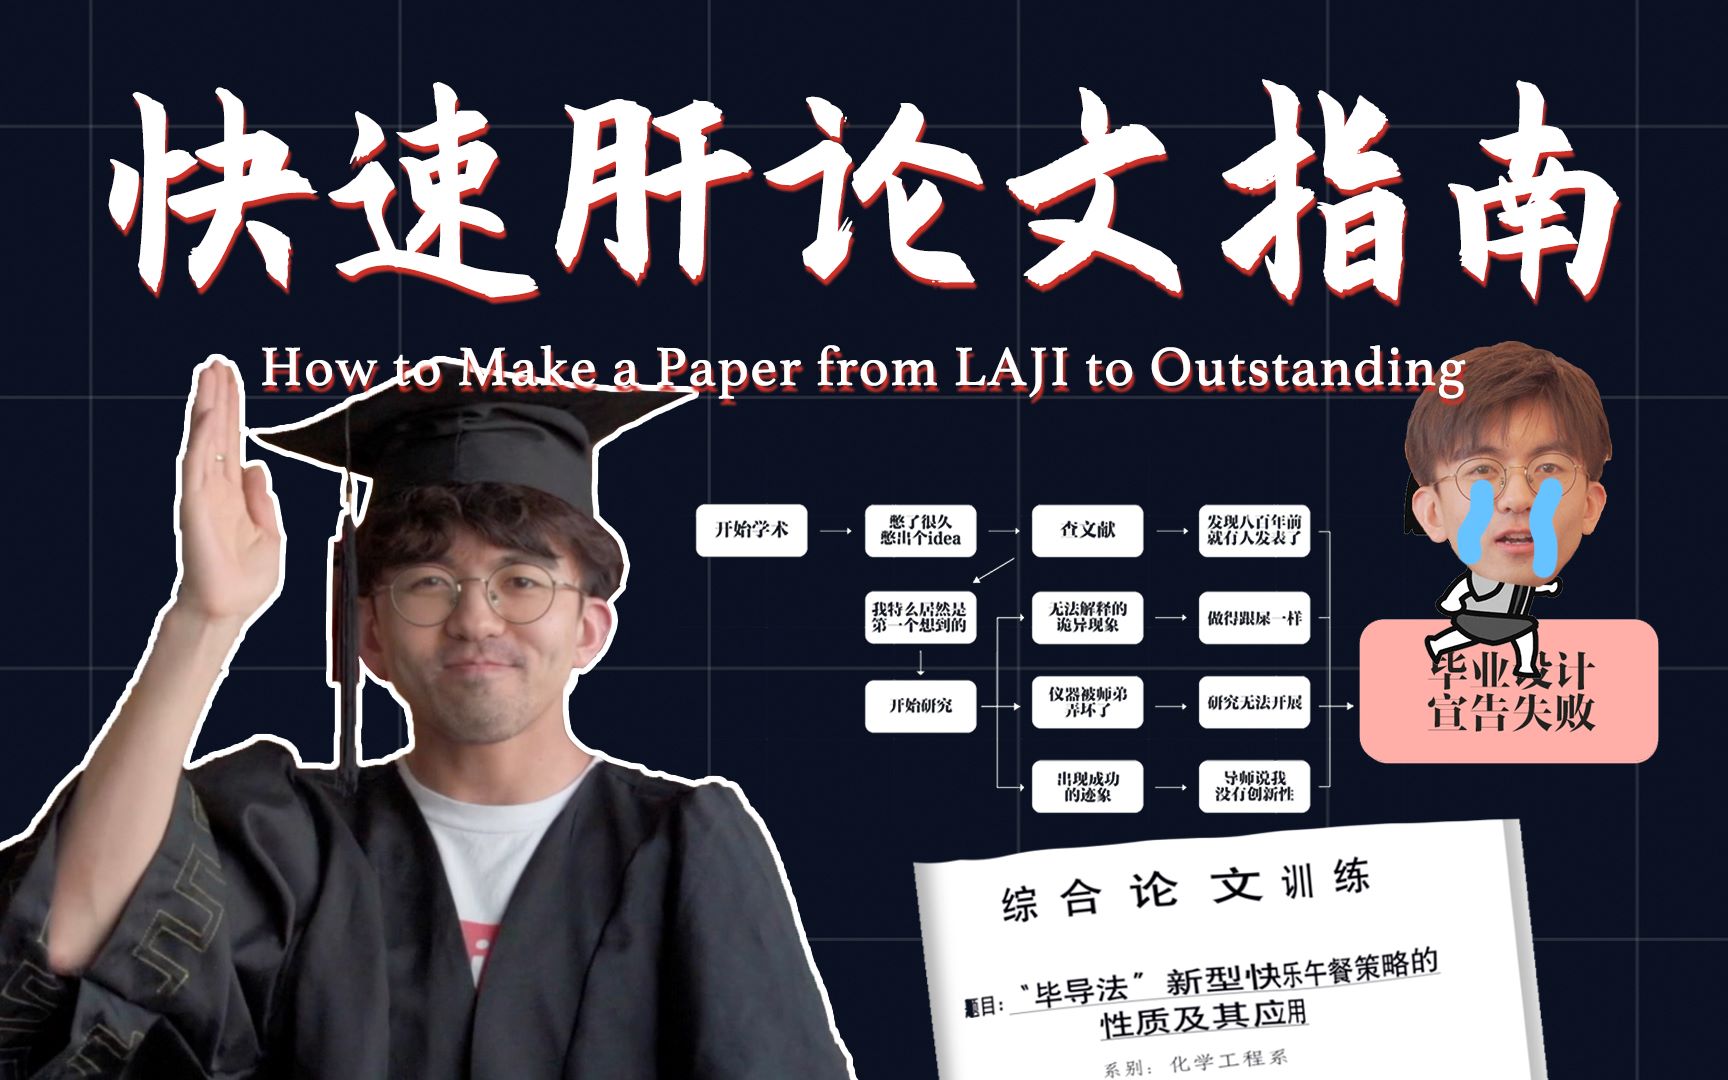 快速肝论文指南
How to Make a Paper from LAJI to Outstanding
开始学术
憋了很久
憋出个idea
查文献
发现八百年前
就有人发表了
我特么居然是
第一个想到的
无法解释的
诡异现象
做得跟屎一样
毕业设计
宣告失败
开始研究
仪器被师弟
弄坏了
研究无法开展
出现成功
的迹象
导师说我
没有创新性
综合论文训练
题目：“毕导法”新型快乐午餐策略的
性质及其应用
系别：化学工程系